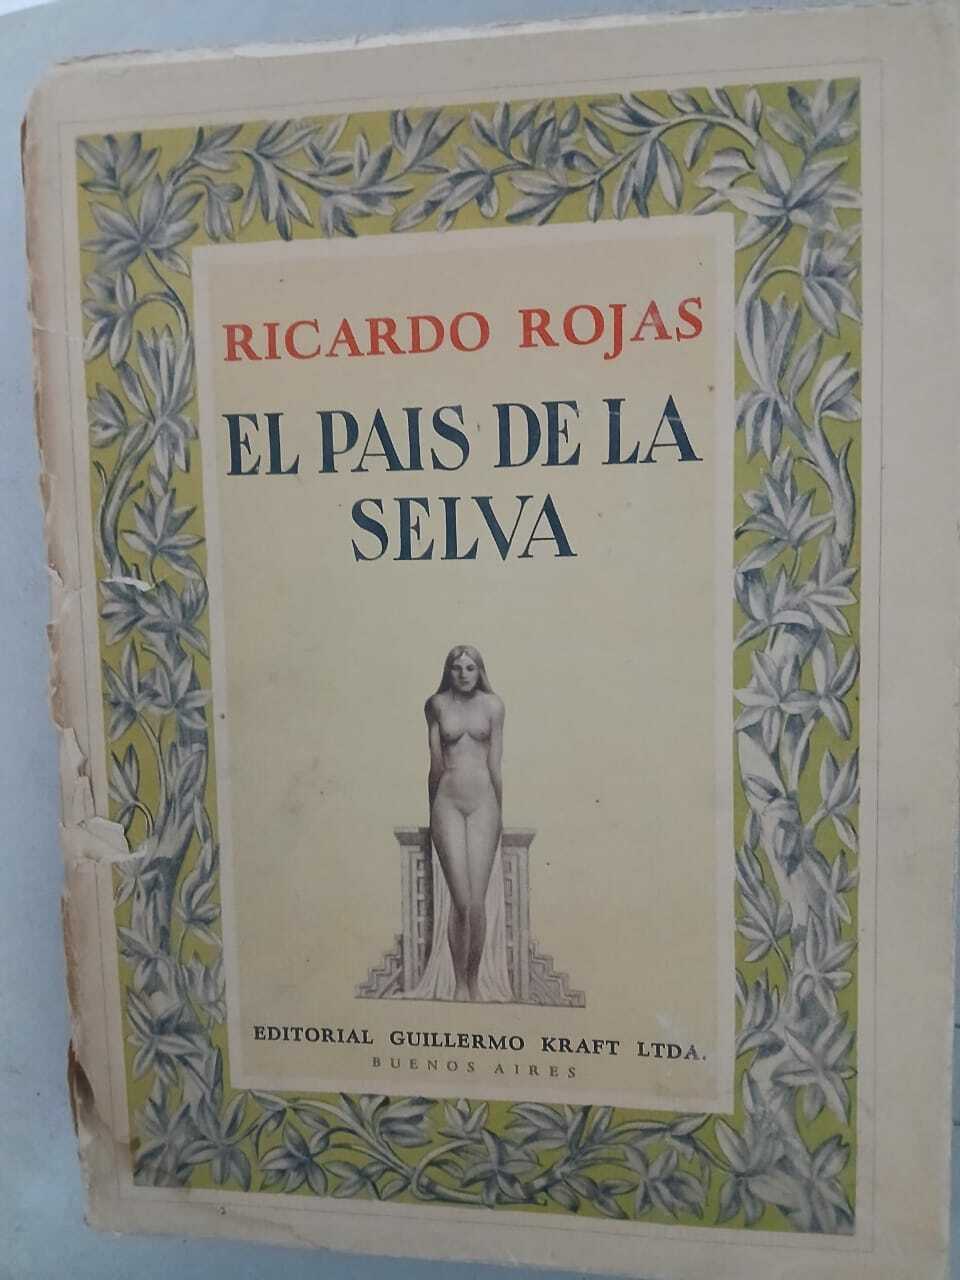 RICARDO ROJAS
EL PAIS DE LA
SELVA
EDITORIAL GUILLERMO KRAFT LTDA.
BUENOS AIRES